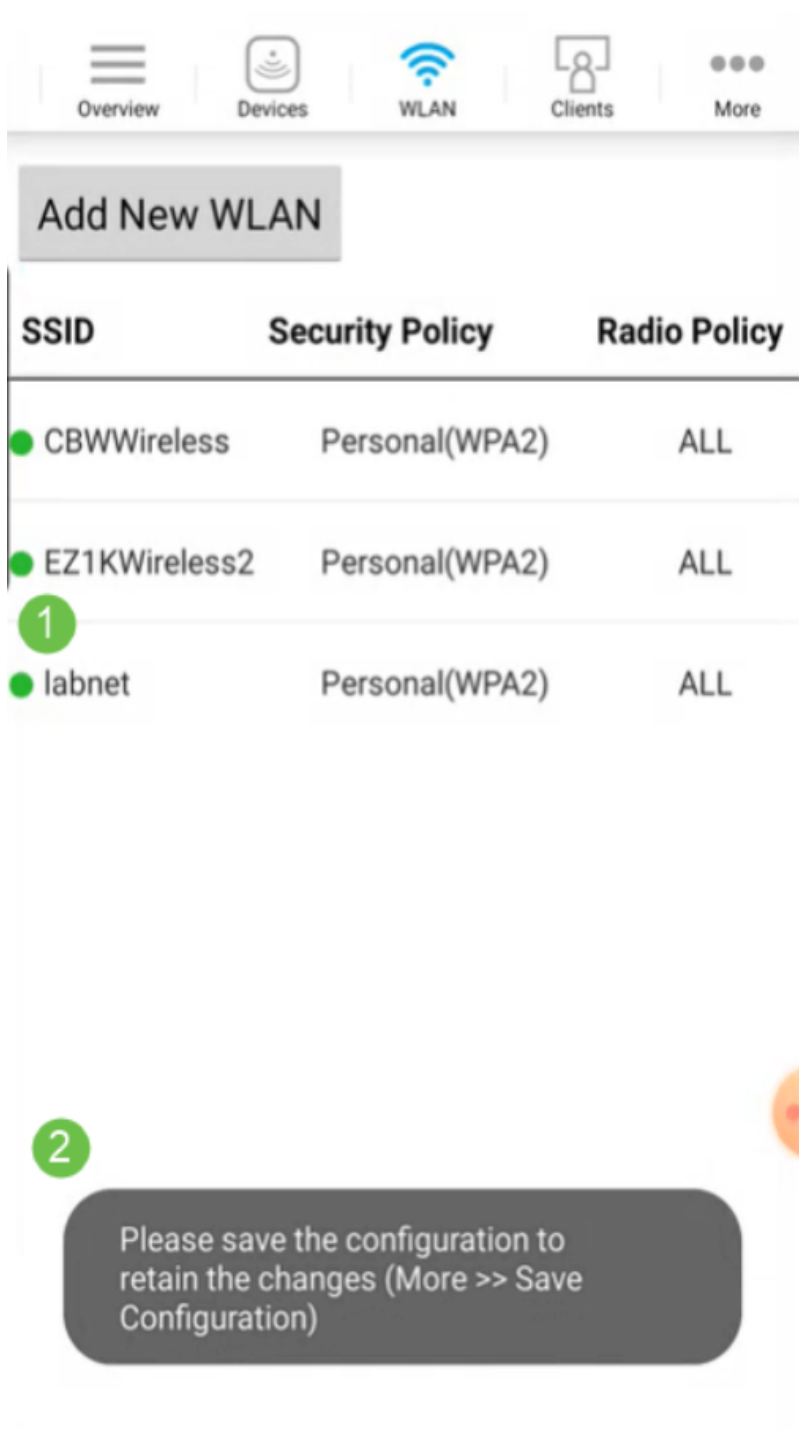 Overview Devices WLAN Clients More
Add New WLAN
SSID Security Policy Radio Policy
CBWWireless Personal(WPA2) ALL
EZ1KWireless2 Personal(WPA2) ALL
1
labnet Personal(WPA2) ALL
2
Please save the configuration to
retain the changes (More >> Save
Configuration)